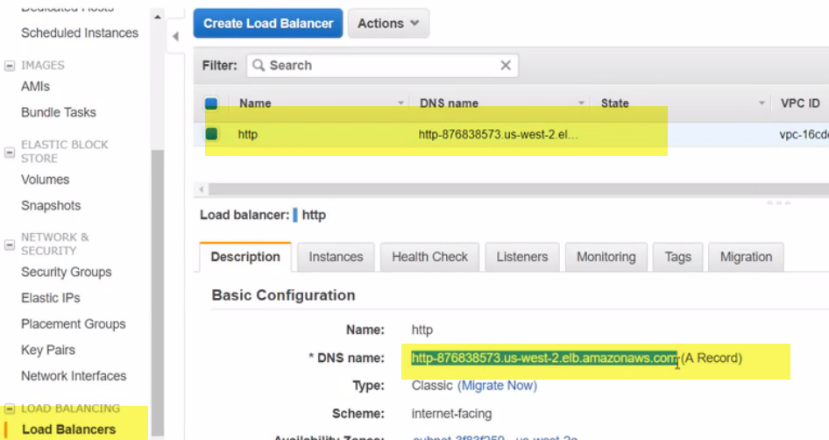 Dedicated Hosts
Scheduled Instances
IMAGES
AMIs
Bundle Tasks
ELASTIC BLOCK
STORE
Volumes
Snapshots
NETWORK &
SECURITY
Security Groups
Elastic IPs
Placement Groups
Key Pairs
Network Interfaces
LOAD BALANCING
Load Balancers
Create Load Balancer Actions
Filter: Search
Name DNS name State VPC ID
http http-876838573.us-west-2.el... vpc-16cd
Load balancer: http
Description Instances Health Check Listeners Monitoring Tags Migration
Basic Configuration
Name: http
* DNS name: http-876838573.us-west-2.elb.amazonaws.com (A Record)
Type: Classic (Migrate Now)
Scheme: internet-facing
Availability Zones: